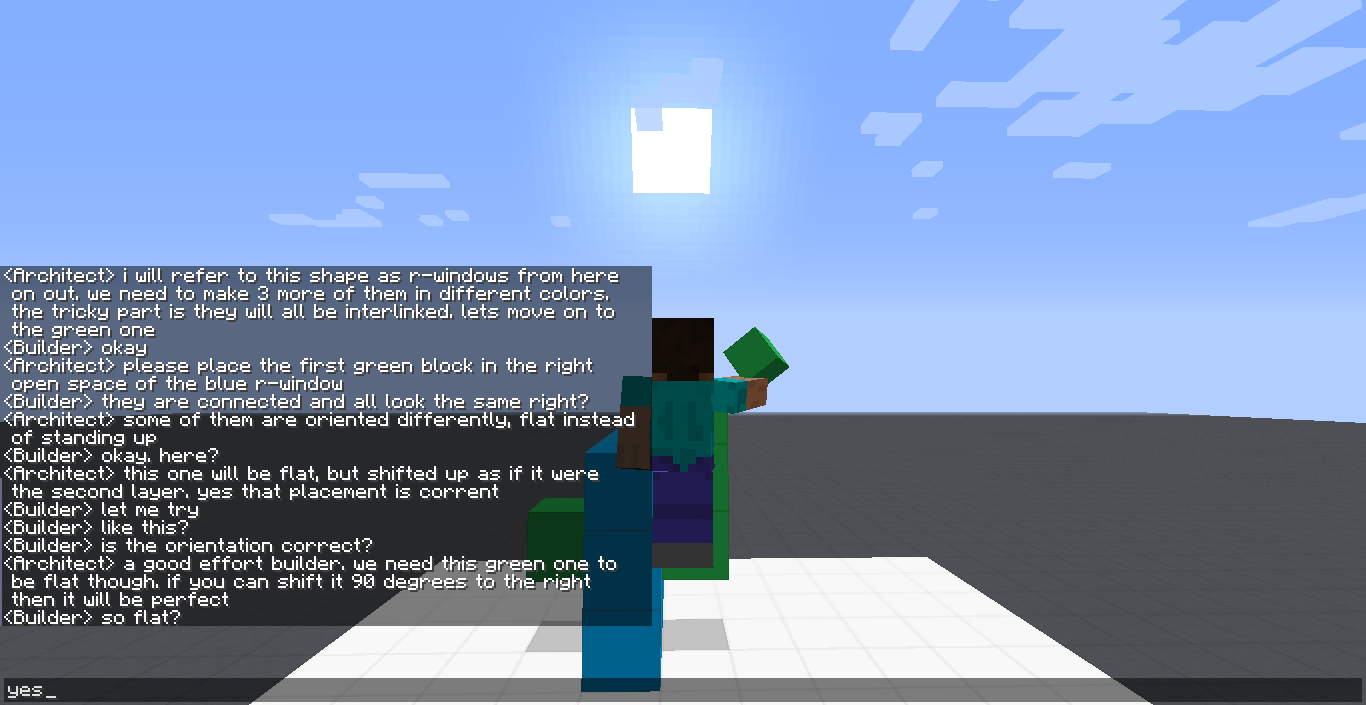 <Architect> i will refer to this shape as r-windows from here
on out. we need to make 3 more of them in different colors.
the tricky part is they will all be interlinked. lets move on to
the green one
<Builder> okay
<Architect> please place the first green block in the right
open space of the blue r-window
<Builder> they are connected and all look the same right?
<Architect> some of them are oriented differently, flat instead
of standing up
<Builder> okay. here?
<Architect> this one will be flat, but shifted up as if it were
the second layer. yes that placement is corrent
<Builder> let me try
<Builder> like this?
<Builder> is the orientation correct?
<Architect> a good effort builder. we need this green one to
be flat though. if you can shift it 90 degrees to the right
then it will be perfect
<Builder> so flat?
yes_